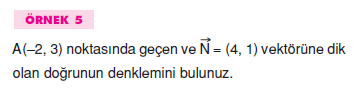 ÖRNEK 5
A(–2, 3) noktasında geçen ve N⃗ = (4, 1) vektörüne dik
olan doğrunun denklemini bulunuz.